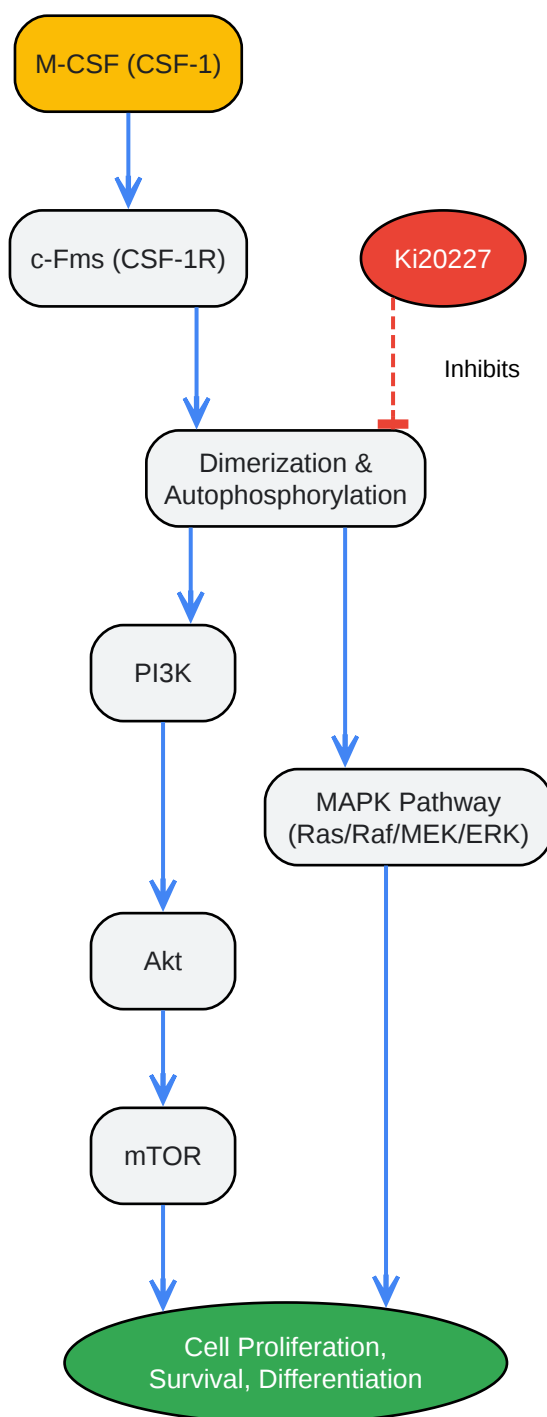 M-CSF (CSF-1)
c-Fms (CSF-1R)
Ki20227
Inhibits
Dimerization &
Autophosphorylation
PI3K
MAPK Pathway
(Ras/Raf/MEK/ERK)
Akt
mTOR
Cell Proliferation,
Survival, Differentiation